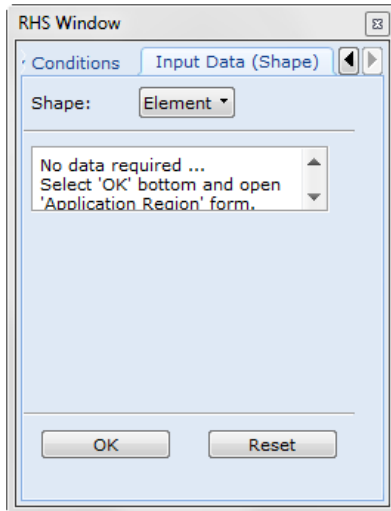 RHS Window
Conditions Input Data (Shape)
Shape: Element
No data required ...
Select 'OK' bottom and open
'Application Region' form.
OK Reset